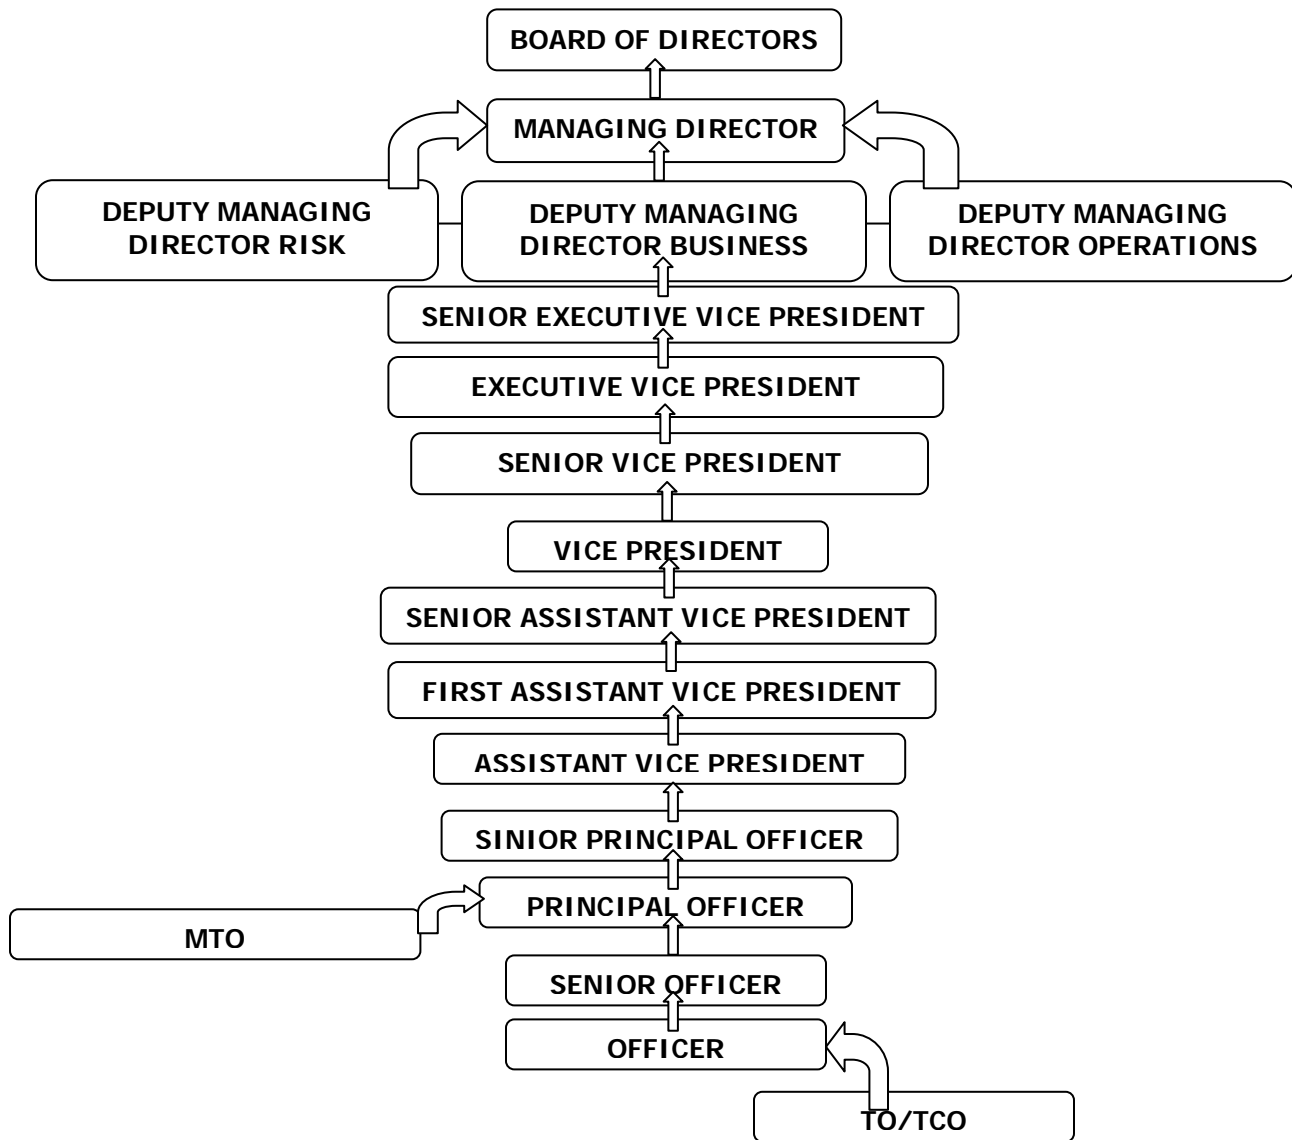 BOARD OF DIRECTORS
MANAGING DIRECTOR
DEPUTY MANAGING
DIRECTOR RISK
DEPUTY MANAGING
DIRECTOR BUSINESS
DEPUTY MANAGING
DIRECTOR OPERATIONS
SENIOR EXECUTIVE VICE PRESIDENT
EXECUTIVE VICE PRESIDENT
SENIOR VICE PRESIDENT
VICE PRESIDENT
SENIOR ASSISTANT VICE PRESIDENT
FIRST ASSISTANT VICE PRESIDENT
ASSISTANT VICE PRESIDENT
SINIOR PRINCIPAL OFFICER
PRINCIPAL OFFICER
MTO
SENIOR OFFICER
OFFICER
TO/TCO